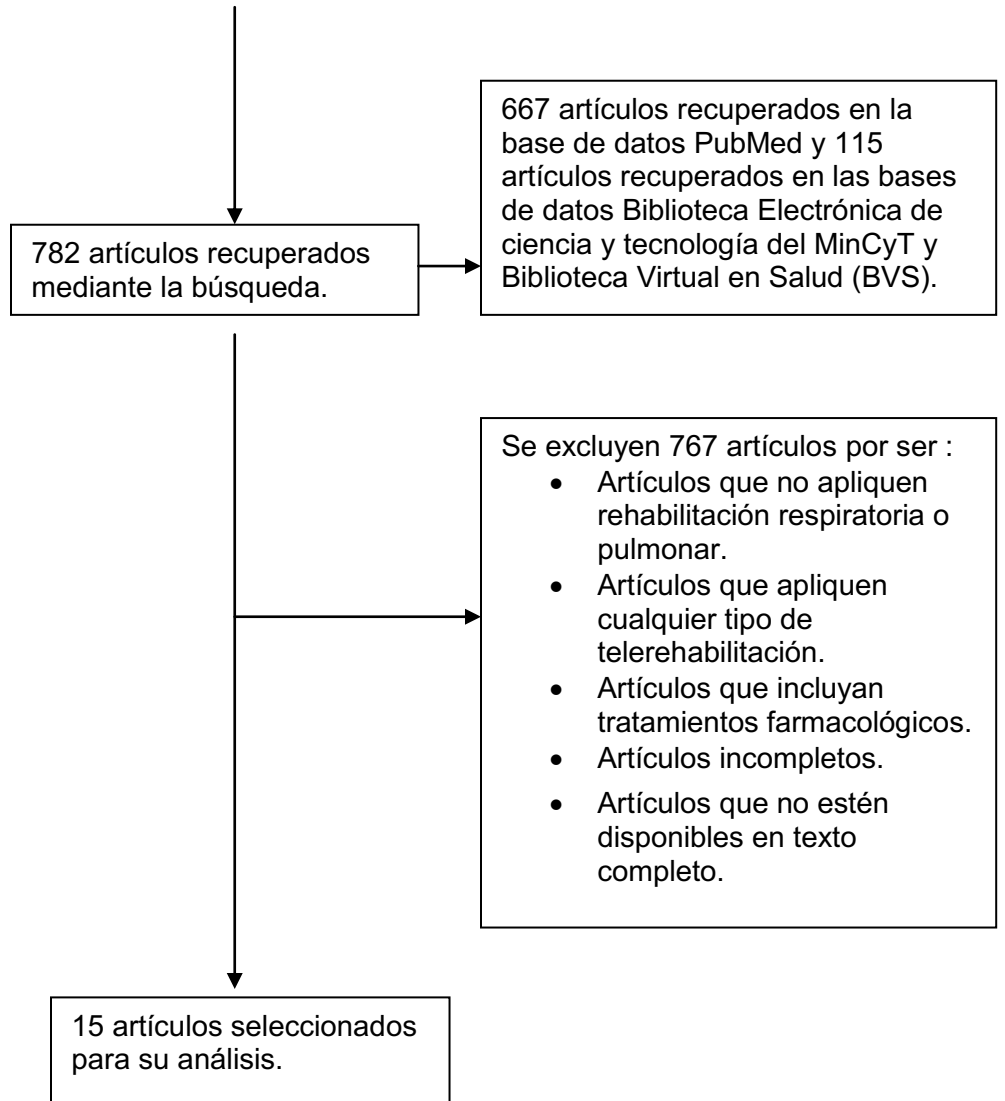 667 artículos recuperados en la
base de datos PubMed y 115
artículos recuperados en las bases
de datos Biblioteca Electrónica de
ciencia y tecnología del MinCyT y
Biblioteca Virtual en Salud (BVS).
782 artículos recuperados
mediante la búsqueda.
Se excluyen 767 artículos por ser :
• Artículos que no apliquen
rehabilitación respiratoria o
pulmonar.
• Artículos que apliquen
cualquier tipo de
telerehabilitación.
• Artículos que incluyan
tratamientos farmacológicos.
• Artículos incompletos.
• Artículos que no estén
disponibles en texto
completo.
15 artículos seleccionados
para su análisis.